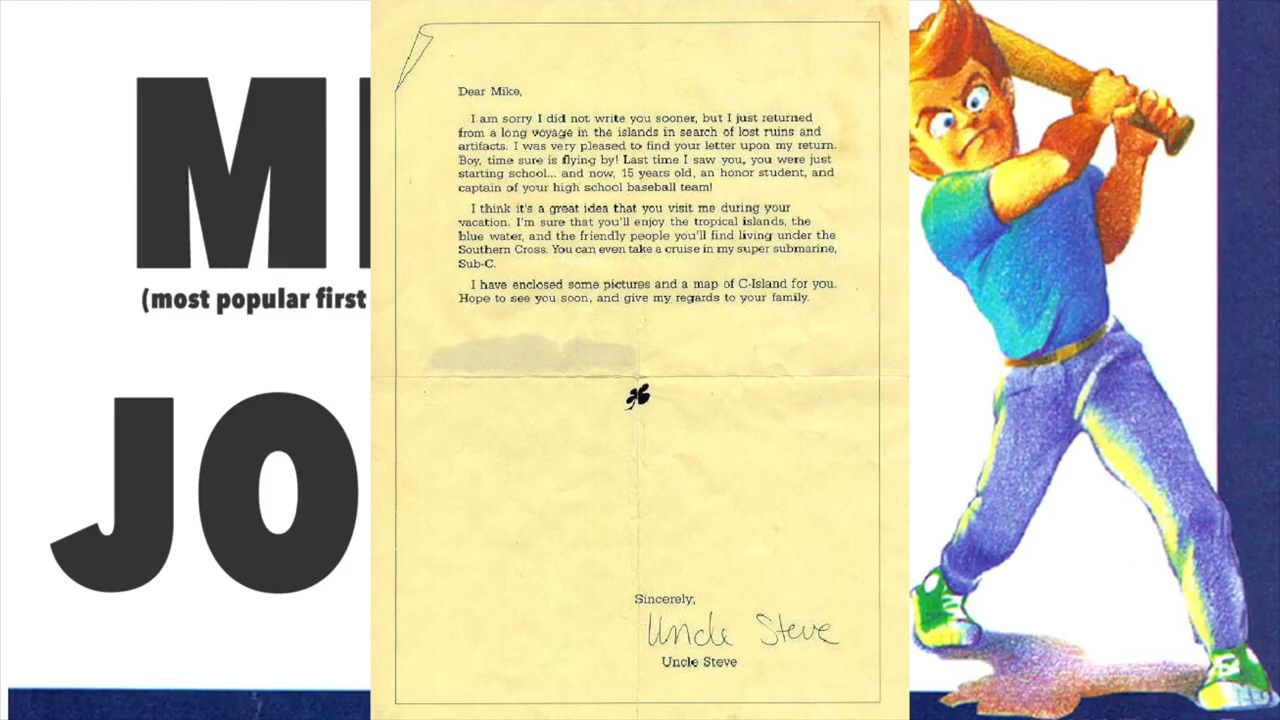 MI
(most popular first
JO
Dear Mike,
I am sorry I did not write you sooner, but I just returned
from a long voyage in the islands in search of lost ruins and
artifacts. I was very pleased to find your letter upon my return.
Boy, time sure is flying by! Last time I saw you, you were just
starting school... and now, 15 years old, an honor student, and
captain of your high school baseball team!
I think it's a great idea that you visit me during your
vacation. I'm sure that you'll enjoy the tropical islands, the
blue water, and the friendly people you'll find living under the
Southern Cross. You can even take a cruise in my super submarine,
Sub-C.
I have enclosed some pictures and a map of C-Island for you.
Hope to see you soon, and give my regards to your family.
Sincerely,
Uncle Steve
Uncle Steve